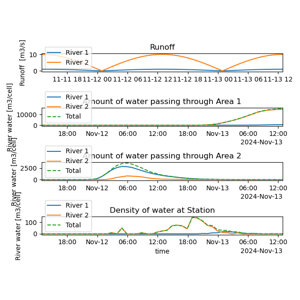 Runoff
Runoff [m3/s]
10
0
River 1
River 2
11-11 18 11-12 00 11-12 06 11-12 12 11-12 18 11-13 00 11-13 06 11-13 12
ount of water passing through Area 1
River water [m3/cell]
10000
0
River 1
River 2
Total
18:00 Nov-12 06:00 12:00 18:00 Nov-13 06:00 12:00
2024-Nov-13
ount of water passing through Area 2
River water [m3/cell]
2500
0
River 1
River 2
Total
18:00 Nov-12 06:00 12:00 18:00 Nov-13 06:00 12:00
2024-Nov-13
Density of water at Station
River water [m3/cell]
100
0
River 1
River 2
Total
18:00 Nov-12 06:00 12:00 18:00 Nov-13 06:00 12:00
time
2024-Nov-13